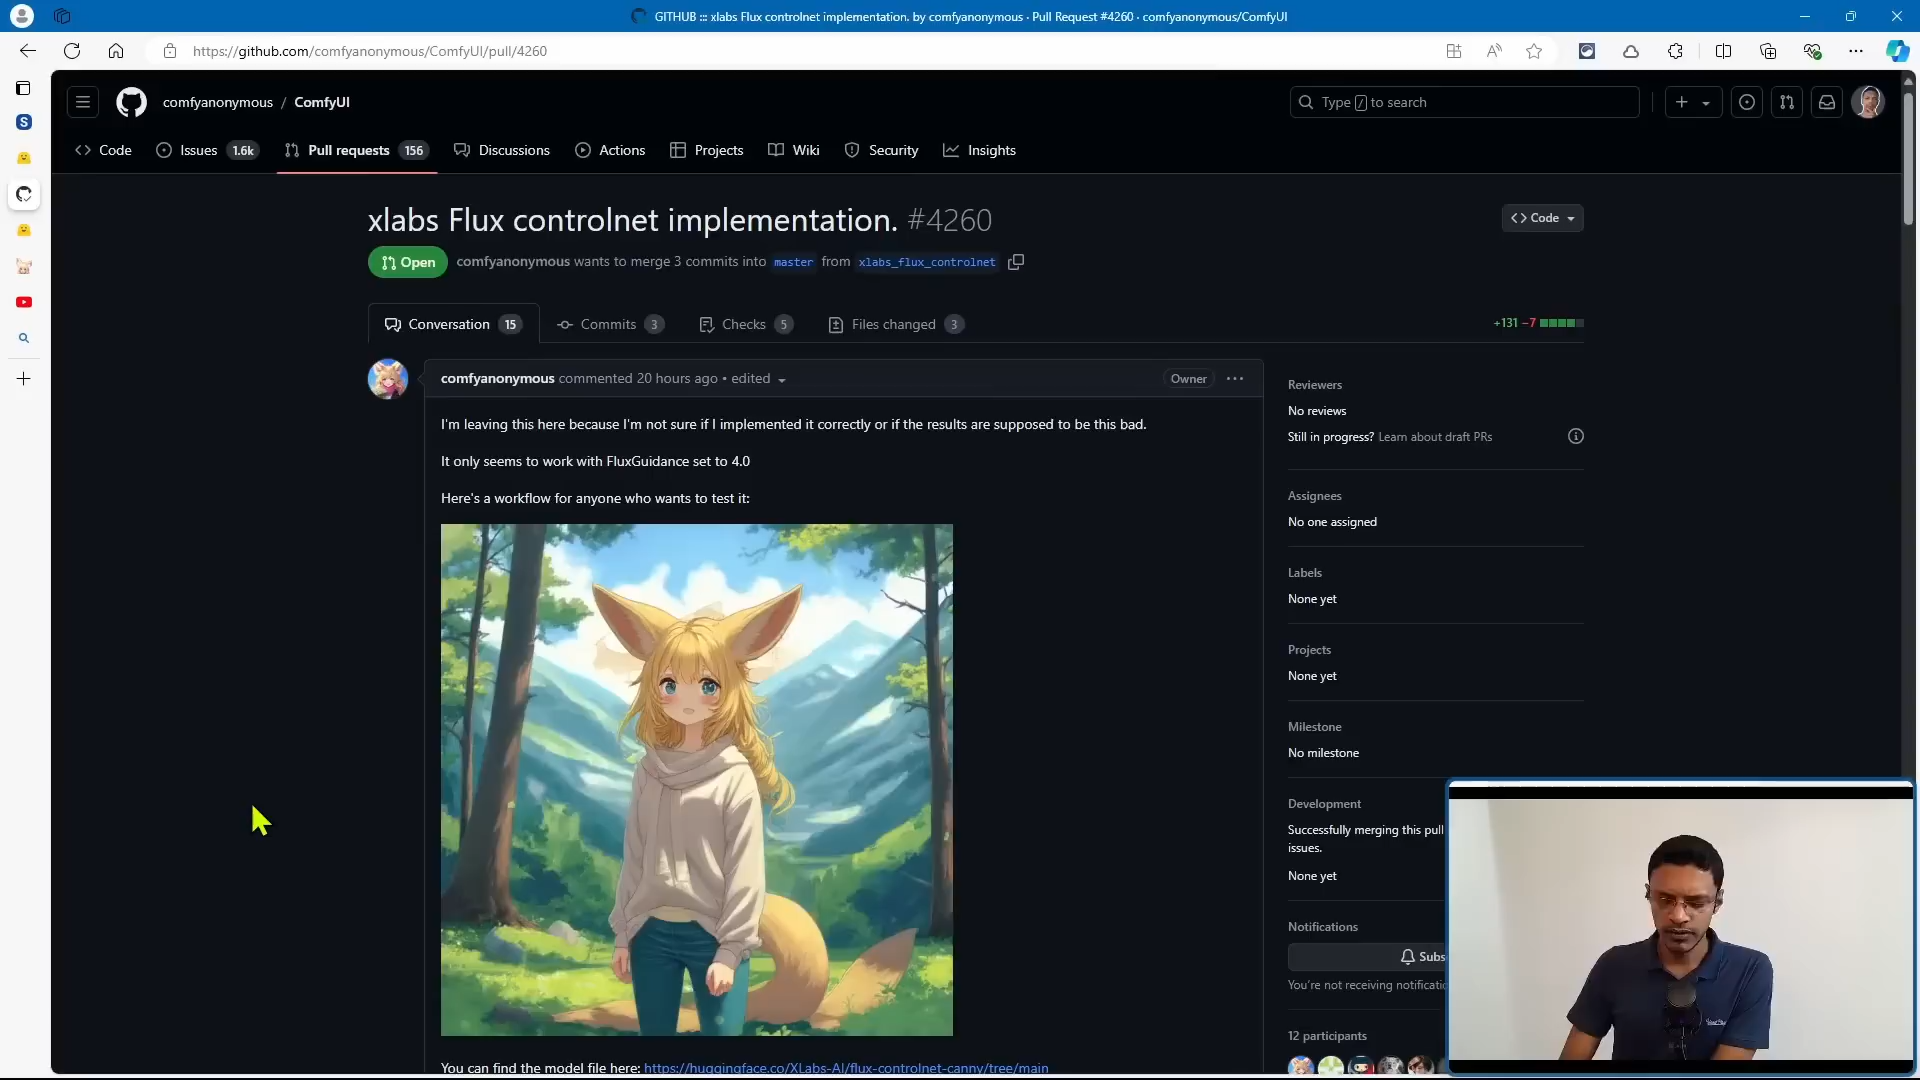 GITHUB ::: xlabs Flux controlnet implementation. by comfyanonymous · Pull Request #4260 · comfyanonymous/ComfyUI
https://github.com/comfyanonymous/ComfyUI/pull/4260
comfyanonymous / ComfyUI
Type / to search
Code
Issues 1.6k
Pull requests 156
Discussions
Actions
Projects
Wiki
Security
Insights
xlabs Flux controlnet implementation. #4260
Code
Open
comfyanonymous wants to merge 3 commits into master from xlabs_flux_controlnet
Conversation 15
Commits 3
Checks 5
Files changed 3
+131 −7
comfyanonymous commented 20 hours ago • edited
Owner
I'm leaving this here because I'm not sure if I implemented it correctly or if the results are supposed to be this bad.
It only seems to work with FluxGuidance set to 4.0
Here's a workflow for anyone who wants to test it:
You can find the model file here: https://huggingface.co/XLabs-AI/flux-controlnet-canny/tree/main
Reviewers
No reviews
Still in progress? Learn about draft PRs
Assignees
No one assigned
Labels
None yet
Projects
None yet
Milestone
No milestone
Development
Successfully merging this pull
issues.
None yet
Notifications
Subs
You're not receiving notificatio
12 participants